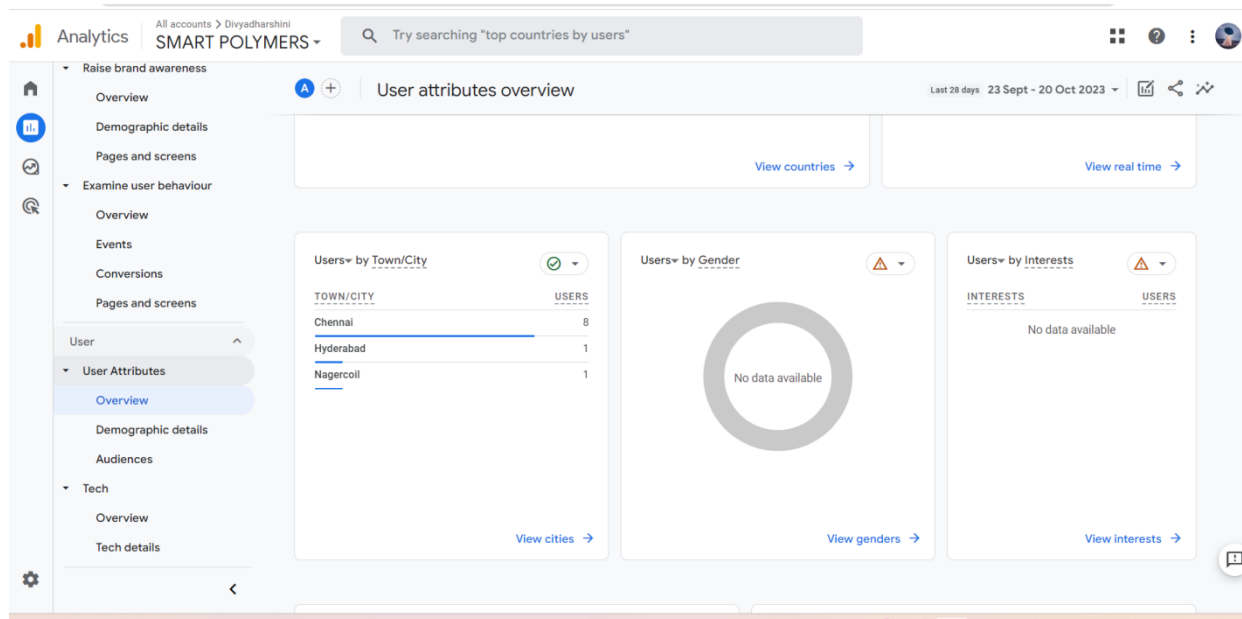 All accounts > Divyadharshini
Analytics
SMART POLYMERS
Try searching "top countries by users"
Raise brand awareness
Overview
Demographic details
Pages and screens
Examine user behaviour
Overview
Events
Conversions
Pages and screens
User
User Attributes
Overview
Demographic details
Audiences
Tech
Overview
Tech details
A
User attributes overview
Last 28 days 23 Sept - 20 Oct 2023
View countries →
View real time →
Users by Town/City
TOWN/CITY USERS
Chennai 8
Hyderabad 1
Nagercoil 1
View cities →
Users by Gender
No data available
View genders →
Users by Interests
INTERESTS USERS
No data available
View interests →